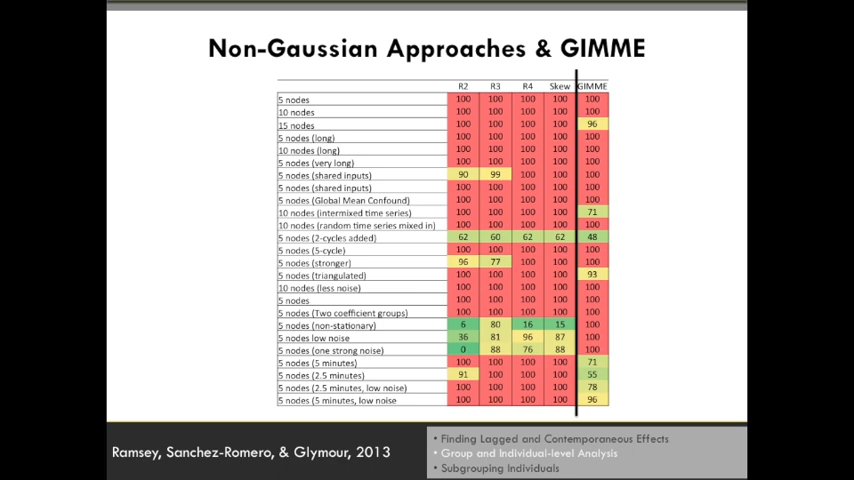 Non-Gaussian Approaches & GIMME
R2 R3 R4 Skew GIMME
5 nodes 100 100 100 100 100
10 nodes 100 100 100 100 100
15 nodes 100 100 100 100 96
5 nodes (long) 100 100 100 100 100
10 nodes (long) 100 100 100 100 100
5 nodes (very long) 100 100 100 100 100
5 nodes (shared inputs) 90 99 100 100 100
5 nodes (shared inputs) 100 100 100 100 100
5 nodes (Global Mean Confound) 100 100 100 100 100
10 nodes (intermixed time series) 100 100 100 100 71
10 nodes (random time series mixed in) 100 100 100 100 100
5 nodes (2-cycles added) 62 60 62 62 48
5 nodes (5-cycle) 100 100 100 100 100
5 nodes (stronger) 96 77 100 100 100
5 nodes (triangulated) 100 100 100 100 93
10 nodes (less noise) 100 100 100 100 100
5 nodes 100 100 100 100 100
5 nodes (Two coefficient groups) 100 100 100 100 100
5 nodes (non-stationary) 6 80 16 15 100
5 nodes low noise 36 81 96 87 100
5 nodes (one strong noise) 0 88 76 88 100
5 nodes (5 minutes) 100 100 100 100 71
5 nodes (2.5 minutes) 91 100 100 100 55
5 nodes (2.5 minutes, low noise) 100 100 100 100 78
5 nodes (5 minutes, low noise 100 100 100 100 96
Ramsey, Sanchez-Romero, & Glymour, 2013
• Finding Lagged and Contemporaneous Effects
• Group and Individual-level Analysis
• Subgrouping Individuals